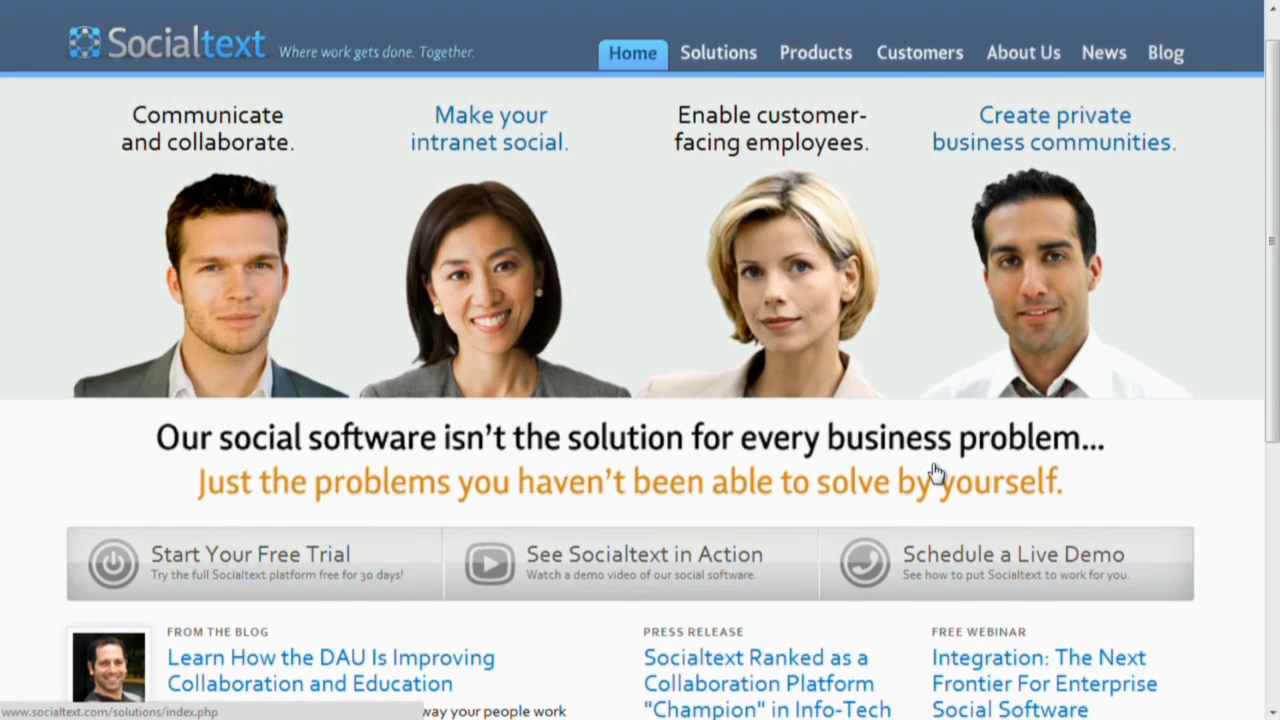 Socialtext Where work gets done. Together.
Home Solutions Products Customers About Us News Blog
Communicate
and collaborate.
Make your
intranet social.
Enable customer-
facing employees.
Create private
business communities.
Our social software isn't the solution for every business problem...
Just the problems you haven't been able to solve by yourself.
Start Your Free Trial
Try the full Socialtext platform free for 30 days!
See Socialtext in Action
Watch a demo video of our social software.
Schedule a Live Demo
See how to put Socialtext to work for you.
FROM THE BLOG
Learn How the DAU Is Improving
Collaboration and Education
way your people work
PRESS RELEASE
Socialtext Ranked as a
Collaboration Platform
"Champion" in Info-Tech
FREE WEBINAR
Integration: The Next
Frontier For Enterprise
Social Software
www.socialtext.com/solutions/index.php